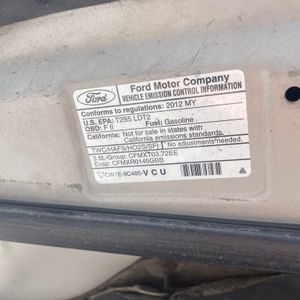 Ford
Ford Motor Company
VEHICLE EMISSION CONTROL INFORMATION
Conforms to regulations: 2012 MY
U.S. EPA: T2B5 LDT2
OBD: F II Fuel: Gasoline
California: Not for sale in states with California emissions standards.
TWC/HAFS/HO2S/SFI No adjustments needed.
3.5L-Group: CFMXT03.72EE
Evap: CFMXR0145GBB
CW7E-9C485- V C U